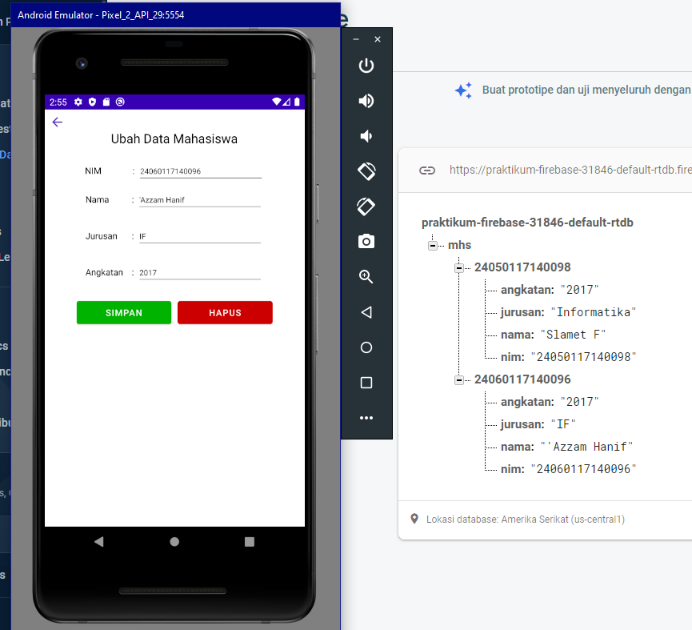 Android Emulator - Pixel_2_API_29:5554
2:55
Ubah Data Mahasiswa
NIM : 24060117140096
Nama : 'Azzam Hanif
Jurusan : IF
Angkatan : 2017
SIMPAN HAPUS
Buat prototipe dan uji menyeluruh dengan
https://praktikum-firebase-31846-default-rtdb.fire
praktikum-firebase-31846-default-rtdb
mhs
24050117140098
angkatan: "2017"
jurusan: "Informatika"
nama: "Slamet F"
nim: "24050117140098"
24060117140096
angkatan: "2017"
jurusan: "IF"
nama: "'Azzam Hanif"
nim: "24060117140096"
Lokasi database: Amerika Serikat (us-central1)